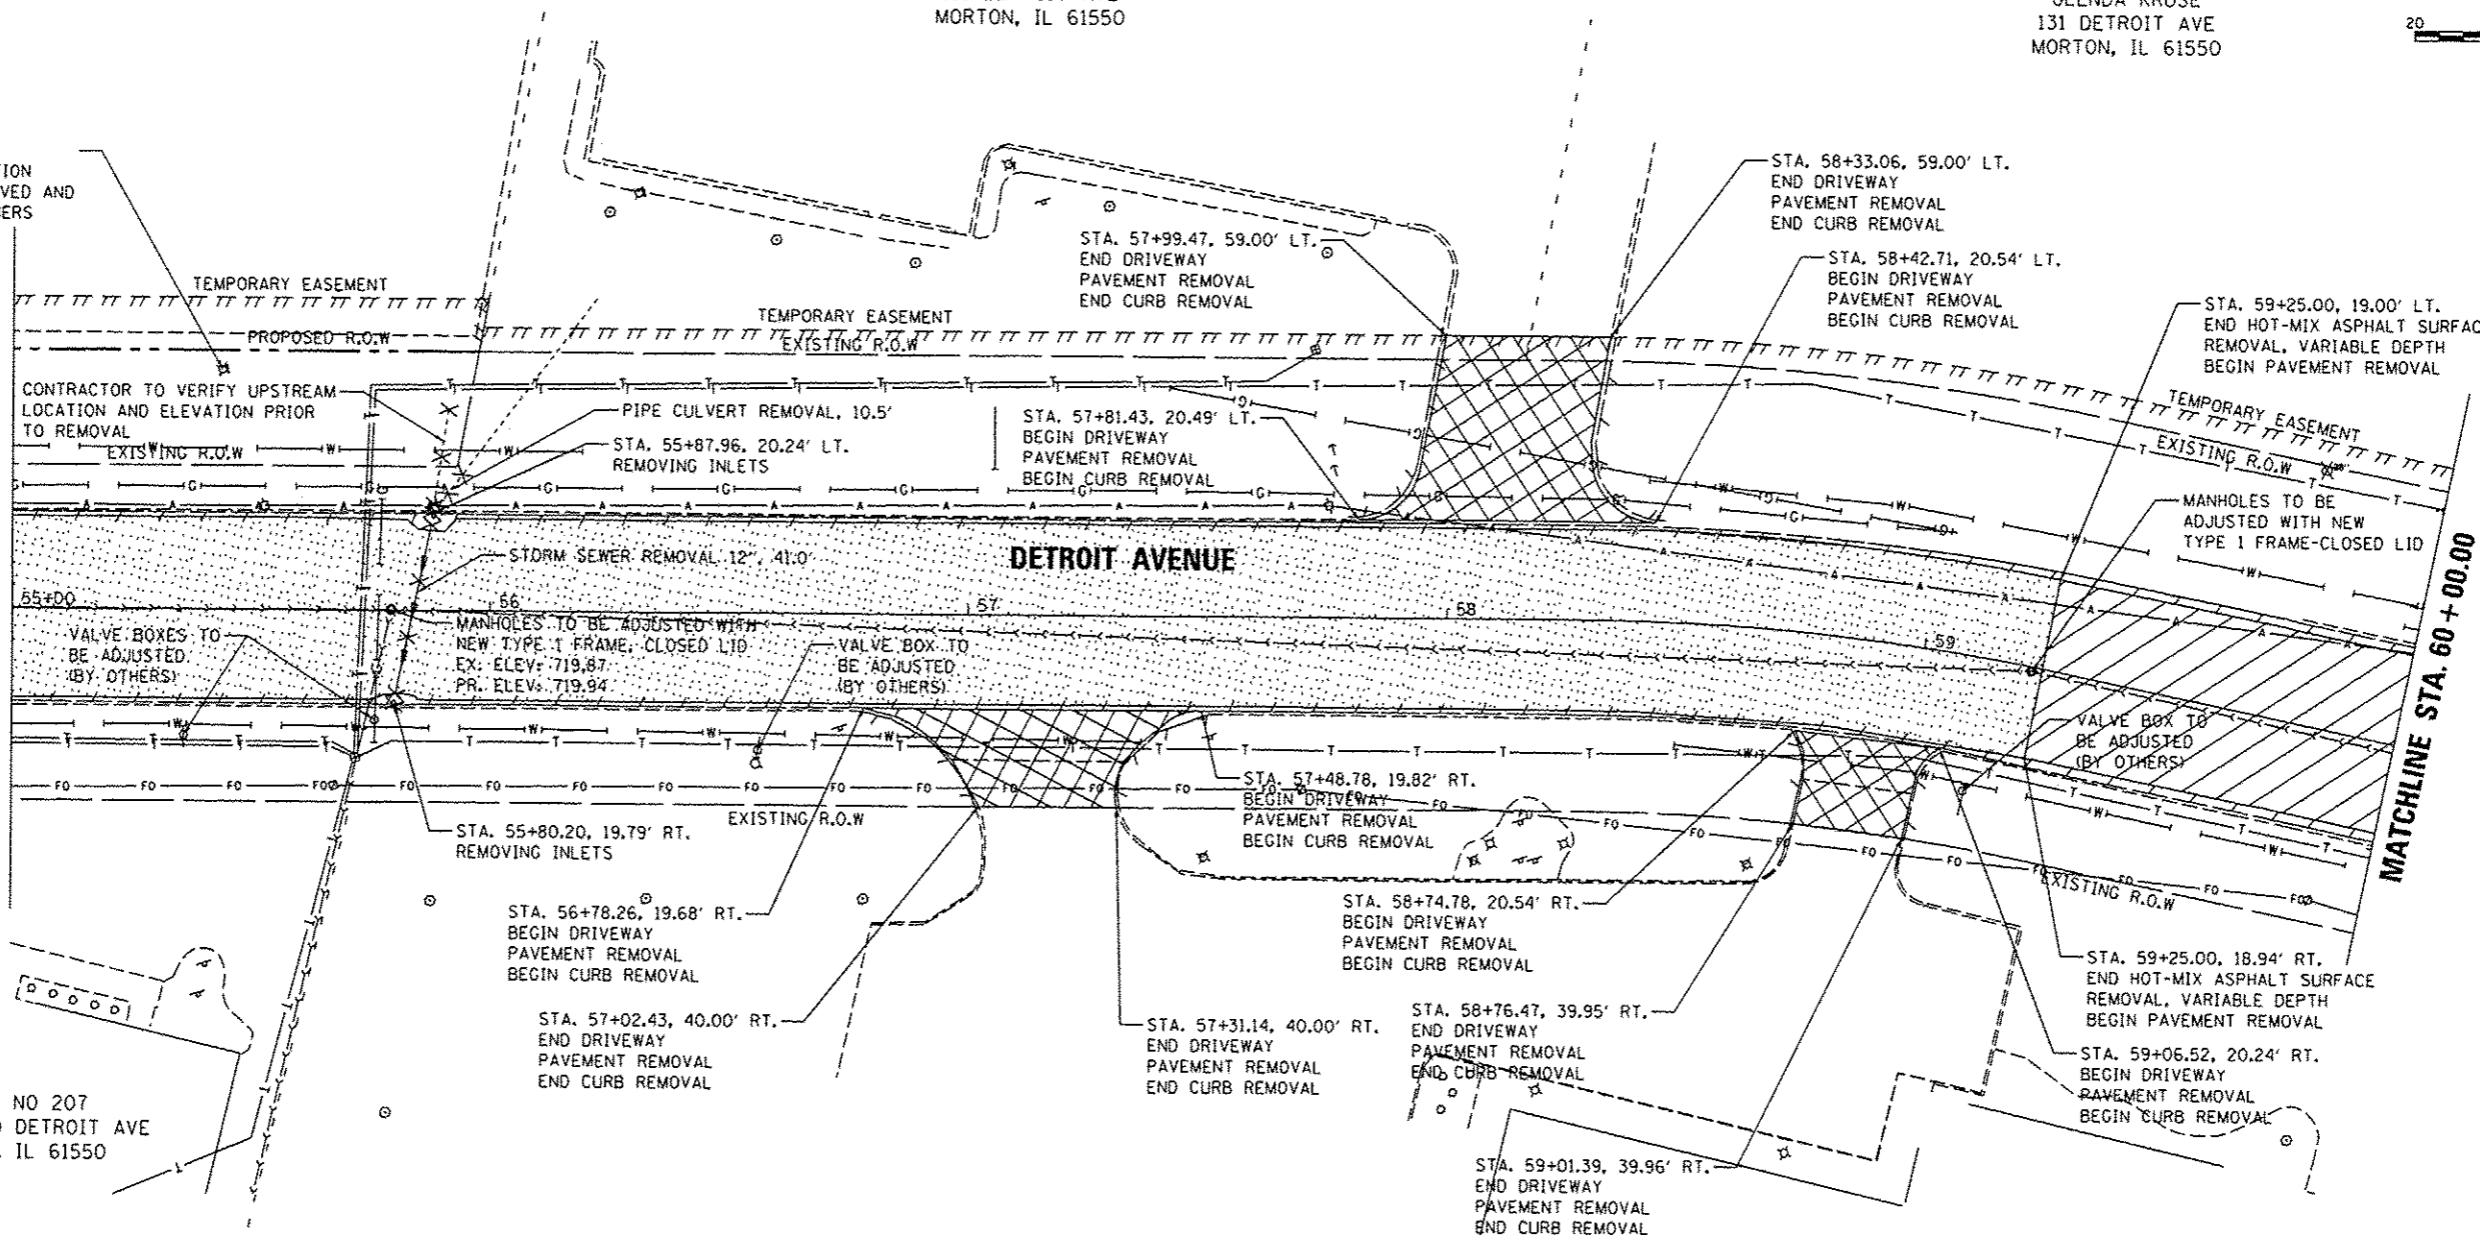 MORTON, IL 61550
131 DETROIT AVE
MORTON, IL 61550
20
TION
VED AND
ERS
TEMPORARY EASEMENT
PROPOSED R.O.W
CONTRACTOR TO VERIFY UPSTREAM
LOCATION AND ELEVATION PRIOR
TO REMOVAL
EXISTING R.O.W
TEMPORARY EASEMENT
EXISTING R.O.W
PIPE CULVERT REMOVAL, 10.5'
STA. 55+87.96, 20.24' LT.
REMOVING INLETS
STA. 57+99.47, 59.00' LT.
END DRIVEWAY
PAVEMENT REMOVAL
END CURB REMOVAL
STA. 57+81.43, 20.49' LT.
BEGIN DRIVEWAY
PAVEMENT REMOVAL
BEGIN CURB REMOVAL
STA. 58+33.06, 59.00' LT.
END DRIVEWAY
PAVEMENT REMOVAL
END CURB REMOVAL
STA. 58+42.71, 20.54' LT.
BEGIN DRIVEWAY
PAVEMENT REMOVAL
BEGIN CURB REMOVAL
STA. 59+25.00, 19.00' LT.
END HOT-MIX ASPHALT SURFAC
REMOVAL, VARIABLE DEPTH
BEGIN PAVEMENT REMOVAL
TEMPORARY EASEMENT
EXISTING R.O.W
MANHOLES TO BE
ADJUSTED WITH NEW
TYPE 1 FRAME-CLOSED LID
STORM SEWER REMOVAL 12", 41.0'
DETROIT AVENUE
55+00
56
57
58
59
MATCHLINE STA. 60+00.00
VALVE BOXES TO
BE ADJUSTED
(BY OTHERS)
MANHOLES TO BE ADJUSTED WITH
NEW TYPE 1 FRAME, CLOSED LID
EX. ELEV: 719.87
PR. ELEV: 719.94
VALVE BOX TO
BE ADJUSTED
(BY OTHERS)
VALVE BOX TO
BE ADJUSTED
(BY OTHERS)
STA. 55+80.20, 19.79' RT.
REMOVING INLETS
EXISTING R.O.W
STA. 57+48.78, 19.82' RT.
BEGIN DRIVEWAY
PAVEMENT REMOVAL
BEGIN CURB REMOVAL
EXISTING R.O.W
STA. 56+78.26, 19.68' RT.
BEGIN DRIVEWAY
PAVEMENT REMOVAL
BEGIN CURB REMOVAL
STA. 58+74.78, 20.54' RT.
BEGIN DRIVEWAY
PAVEMENT REMOVAL
BEGIN CURB REMOVAL
STA. 59+25.00, 18.94' RT.
END HOT-MIX ASPHALT SURFACE
REMOVAL, VARIABLE DEPTH
BEGIN PAVEMENT REMOVAL
STA. 57+02.43, 40.00' RT.
END DRIVEWAY
PAVEMENT REMOVAL
END CURB REMOVAL
STA. 57+31.14, 40.00' RT.
END DRIVEWAY
PAVEMENT REMOVAL
END CURB REMOVAL
STA. 58+76.47, 39.95' RT.
END DRIVEWAY
PAVEMENT REMOVAL
END CURB REMOVAL
STA. 59+06.52, 20.24' RT.
BEGIN DRIVEWAY
PAVEMENT REMOVAL
BEGIN CURB REMOVAL
STA. 59+01.39, 39.96' RT.
END DRIVEWAY
PAVEMENT REMOVAL
END CURB REMOVAL
NO 207
DETROIT AVE
IL 61550